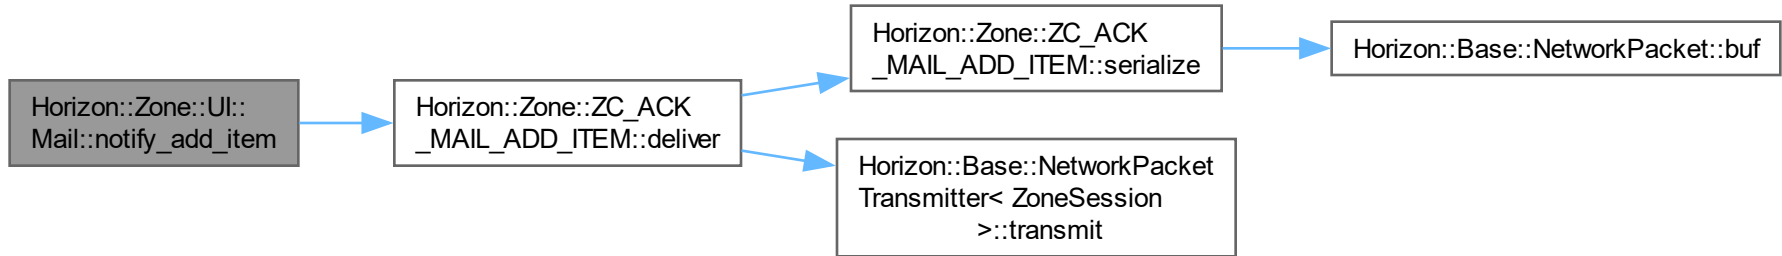 Horizon::Zone::UI::
Mail::notify_add_item
Horizon::Zone::ZC_ACK
_MAIL_ADD_ITEM::deliver
Horizon::Zone::ZC_ACK
_MAIL_ADD_ITEM::serialize
Horizon::Base::NetworkPacket::buf
Horizon::Base::NetworkPacket
Transmitter< ZoneSession
>::transmit